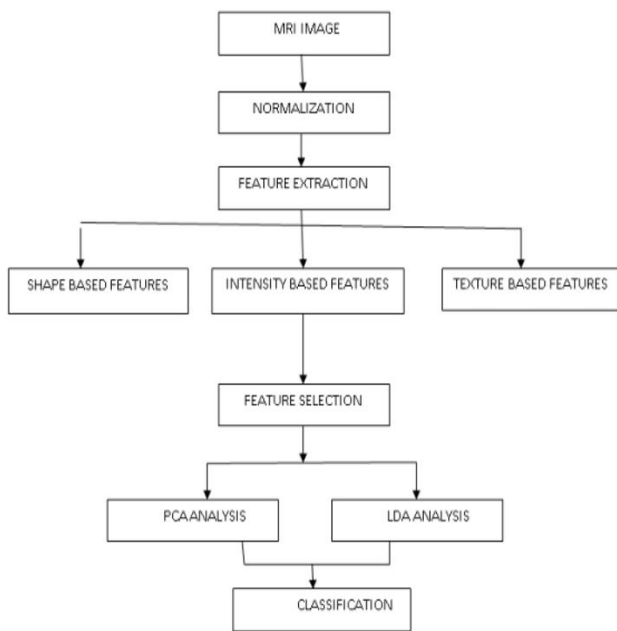 MRI IMAGE
NORMALIZATION
FEATURE EXTRACTION
SHAPE BASED FEATURES
INTENSITY BASED FEATURES
TEXTURE BASED FEATURES
FEATURE SELECTION
PCA ANALYSIS
LDA ANALYSIS
CLASSIFICATION